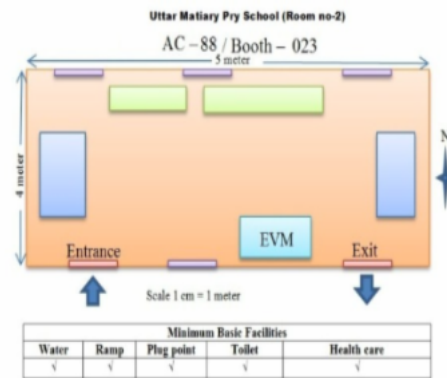 Uttar Matiary Pry School (Room no-2)
AC – 88 / Booth – 023
5 meter
4 meter
N
EVM
Entrance
Exit
Scale 1 cm = 1 meter
Minimum Basic Facilities
Water Ramp Plug point Toilet Health care
√ √ √ √ √